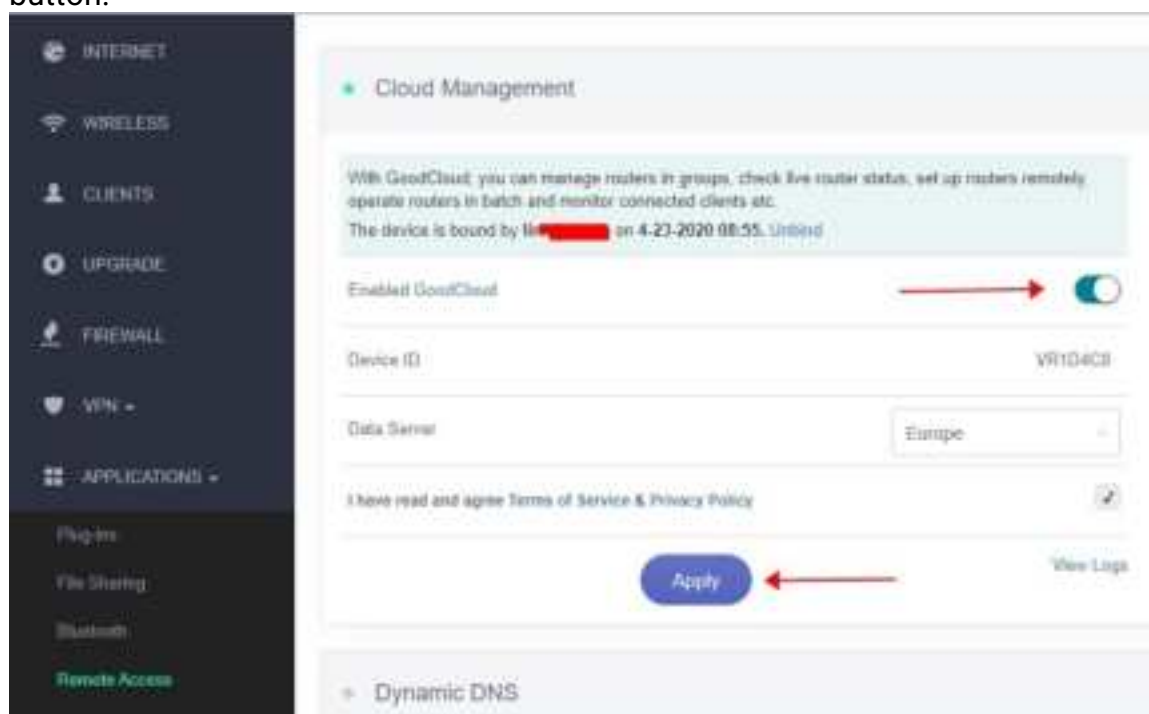 button.
INTERNET
WIRELESS
CLIENTS
UPGRADE
FIREWALL
VPN
APPLICATIONS
Plug-ins
File Sharing
Bluetooth
Remote Access
Cloud Management
With GoodCloud, you can manage routers in groups, check live router status, set up routers remotely,
operate routers in batch and monitor connected clients etc.
The device is bound by on 4-23-2020 08:55. Unbind
Enabled GoodCloud
Device ID
VR1D4C8
Data Server
Europe
I have read and agree Terms of Service & Privacy Policy
Apply
View Logs
Dynamic DNS